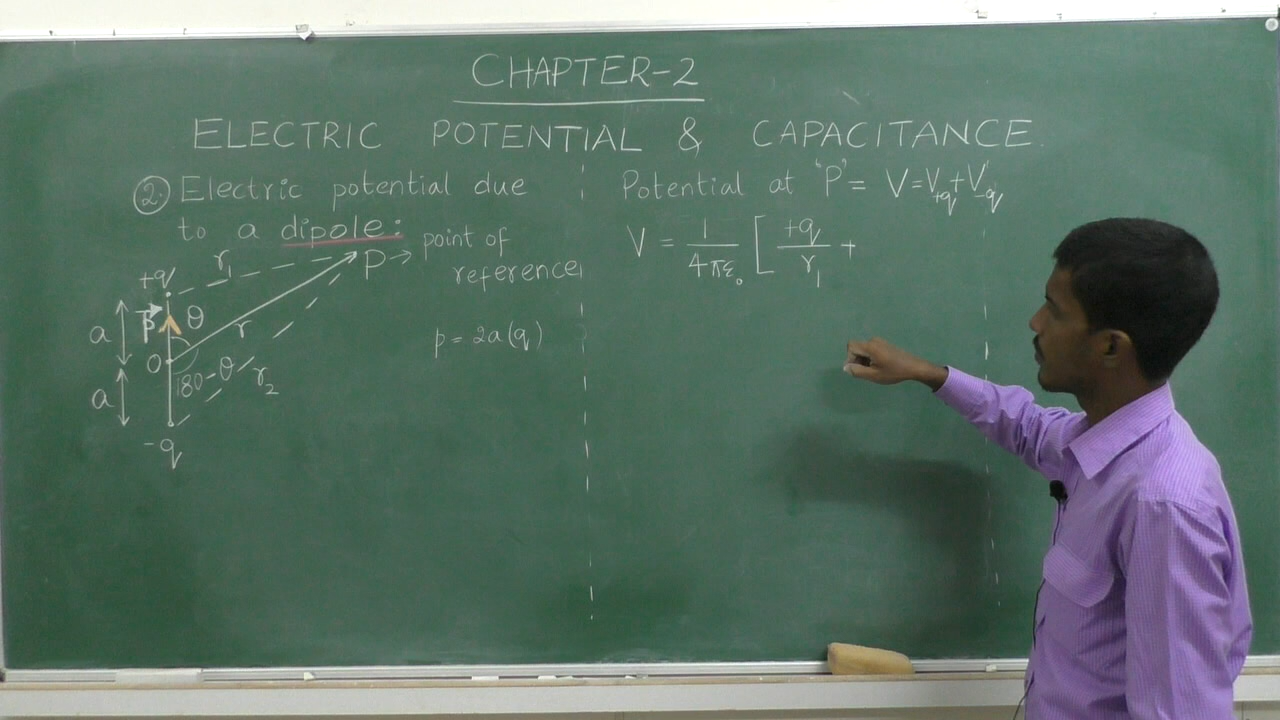 CHAPTER-2
ELECTRIC POTENTIAL & CAPACITANCE.
2. Electric potential due
to a dipole:
P → point of
reference
+q
r₁
a
p⃗
θ
r
O
180-θ
r₂
a
-q
p = 2a(q)
Potential at 'P' = V = V+q + V-q
V = 1/4πε₀ [ +q/r₁ +